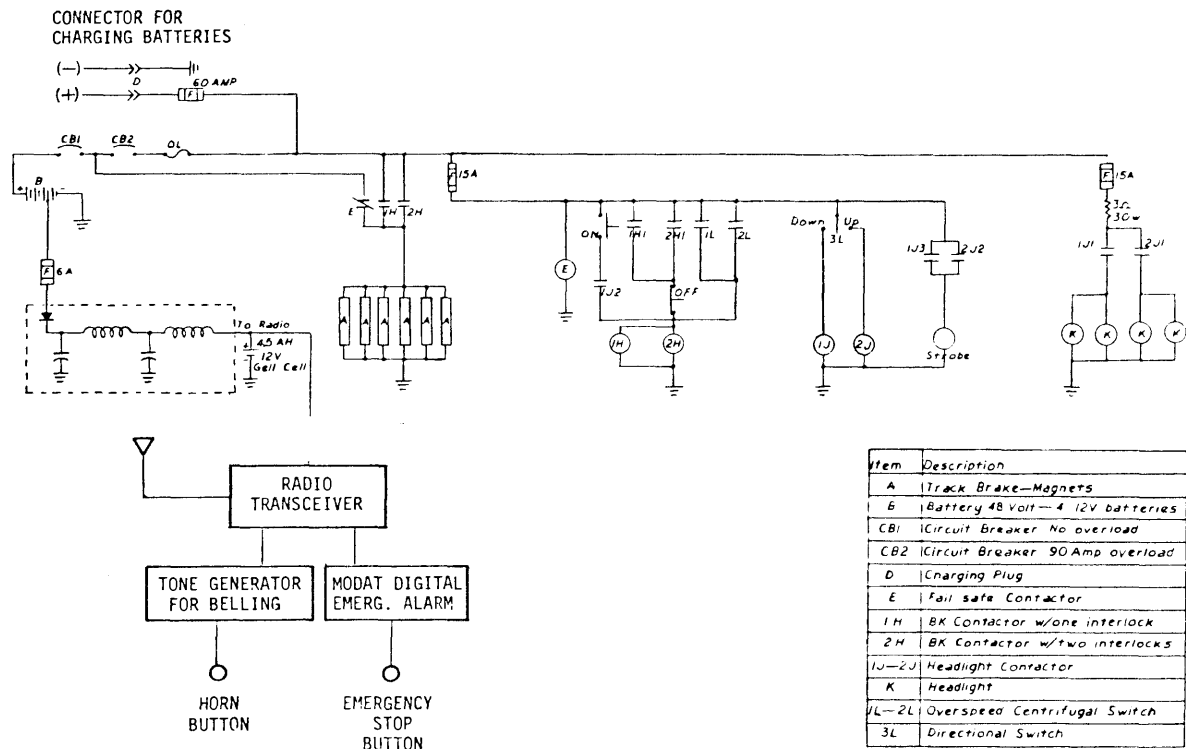 CONNECTOR FOR
CHARGING BATTERIES
(-)
D
60 AMP
(+)
F
CB1
CB2
OL
B
+
-
F
15A
F
15A
3Ω
30w
E
1H
2H
ON
1H1
2H1
1L
2L
Down
Up
3L
1J3
2J2
1J1
2J1
E
1J2
OFF
F
6A
A
A
A
A
A
A
To Radio
+
4.5 AH
12V
Gell Cell
1H
2H
1J
2J
Strobe
K
K
K
K
RADIO
TRANSCEIVER
TONE GENERATOR
FOR BELLING
MODAT DIGITAL
EMERG. ALARM
HORN
BUTTON
EMERGENCY
STOP
BUTTON
Item Description
A Track Brake—Magnets
B Battery 48 Volt — 4 12V batteries
CB1 Circuit Breaker No overload
CB2 Circuit Breaker 90 Amp overload
D Charging Plug
E Fail safe Contactor
1H BK Contactor w/one interlock
2H BK Contactor w/two interlocks
1J—2J Headlight Contactor
K Headlight
1L—2L Overspeed Centrifugal Switch
3L Directional Switch